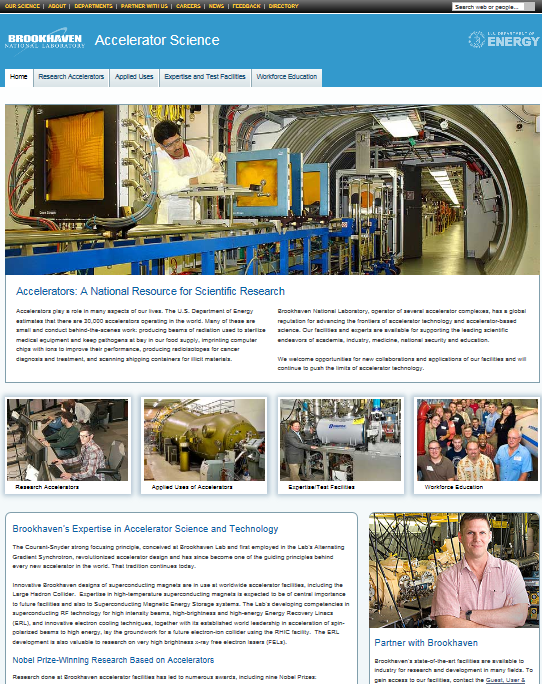 OUR SCIENCE | ABOUT | DEPARTMENTS | PARTNER WITH US | CAREERS | NEWS | FEEDBACK | DIRECTORY
Search web or people...
BROOKHAVEN
NATIONAL LABORATORY
Accelerator Science
U.S. DEPARTMENT OF
ENERGY
Home
Research Accelerators
Applied Uses
Expertise and Test Facilities
Workforce Education
Accelerators: A National Resource for Scientific Research
Accelerators play a role in many aspects of our lives. The U.S. Department of Energy
estimates that there are 30,000 accelerators operating in the world. Many of these are
small and conduct behind-the-scenes work: producing beams of radiation used to sterilize
medical equipment and keep pathogens at bay in our food supply, imprinting computer
chips with ions to improve their performance, producing radioisotopes for cancer
diagnosis and treatment, and scanning shipping containers for illicit materials.
Brookhaven National Laboratory, operator of several accelerator complexes, has a global
reputation for advancing the frontiers of accelerator technology and accelerator-based
science. Our facilities and experts are available for supporting the leading scientific
endeavors of academia, industry, medicine, national security and education.
We welcome opportunities for new collaborations and applications of our facilities and will
continue to push the limits of accelerator technology.
Research Accelerators
Applied Uses of Accelerators
Expertise/Test Facilities
Workforce Education
Brookhaven's Expertise in Accelerator Science and Technology
The Courant-Snyder strong focusing principle, conceived at Brookhaven Lab and first employed in the Lab's Alternating
Gradient Synchrotron, revolutionized accelerator design and has since become one of the guiding principles behind
every new accelerator in the world. That tradition continues today.
Innovative Brookhaven designs of superconducting magnets are in use at worldwide accelerator facilities, including the
Large Hadron Collider. Expertise in high-temperature superconducting magnets is expected to be of central importance
to future facilities and also to Superconducting Magnetic Energy Storage systems. The Lab's developing competencies in
superconducting RF technology for high intensity beams, high-brightness and high-energy Energy Recovery Linacs
(ERL), and innovative electron cooling techniques, together with its established world leadership in acceleration of spin-
polarized beams to high energy, lay the groundwork for a future electron-ion collider using the RHIC facility. The ERL
development is also valuable to research on very high brightness x-ray free electron lasers (FELs).
Nobel Prize-Winning Research Based on Accelerators
Research done at Brookhaven accelerator facilities has led to numerous awards, including nine Nobel Prizes:
Partner with Brookhaven
Brookhaven's state-of-the-art facilities are available to
industry for research and development in many fields. To
gain access to our facilities, contact the Guest, User &